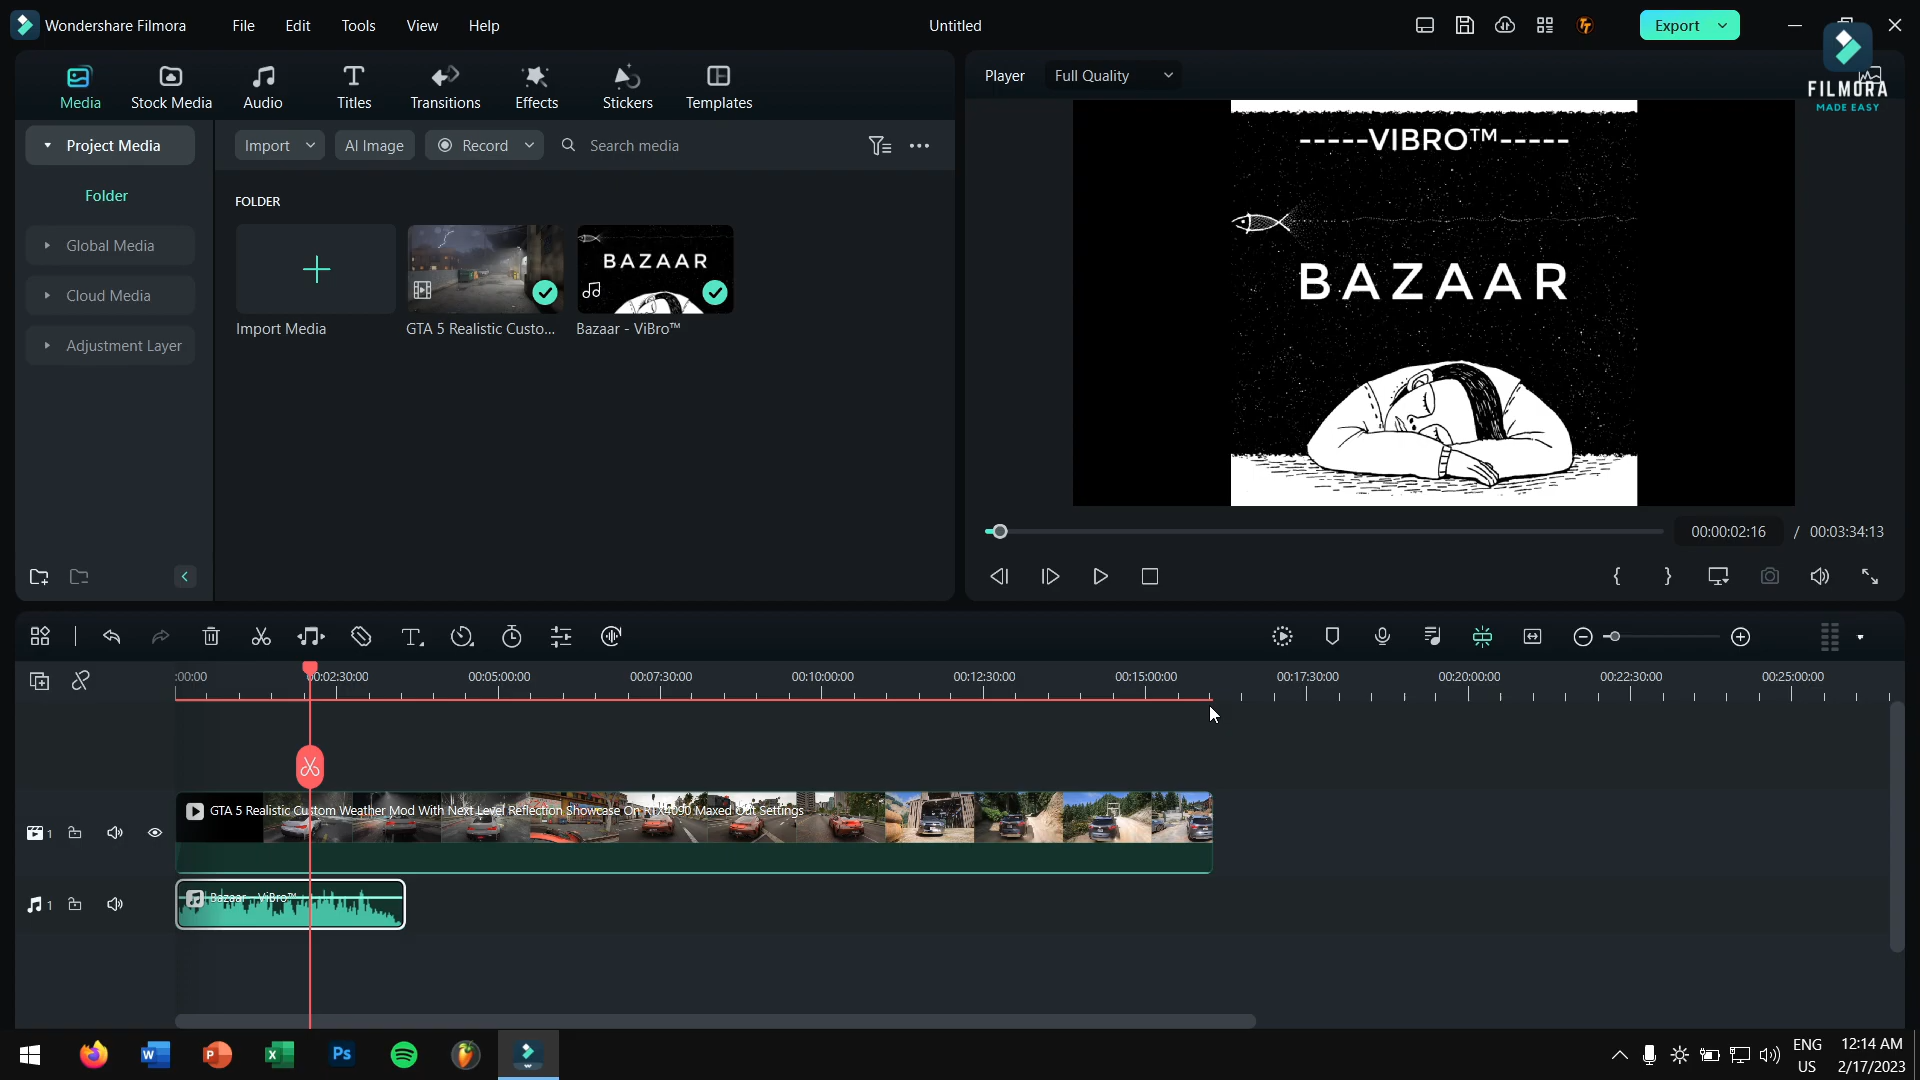 Wondershare Filmora
File
Edit
Tools
View
Help
Untitled
Export
FILMORA
MADE EASY
Media
Stock Media
Audio
Titles
Transitions
Effects
Stickers
Templates
Player
Full Quality
Project Media
Import
AI Image
Record
Search media
Folder
FOLDER
Global Media
Cloud Media
Adjustment Layer
BAZAAR
Import Media
GTA 5 Realistic Custo...
Bazaar - ViBro™
-----VIBRO™-----
BAZAAR
00:00:02:16 / 00:03:34:13
:00:00
00:02:30:00
00:05:00:00
00:07:30:00
00:10:00:00
00:12:30:00
00:15:00:00
00:17:30:00
00:20:00:00
00:22:30:00
00:25:00:00
GTA 5 Realistic Custom Weather Mod With Next Level Reflection Showcase On RTX4090 Maxed Out Settings
1
Bazaar - ViBro™
1
Ps
ENG
US
12:14 AM
2/17/2023